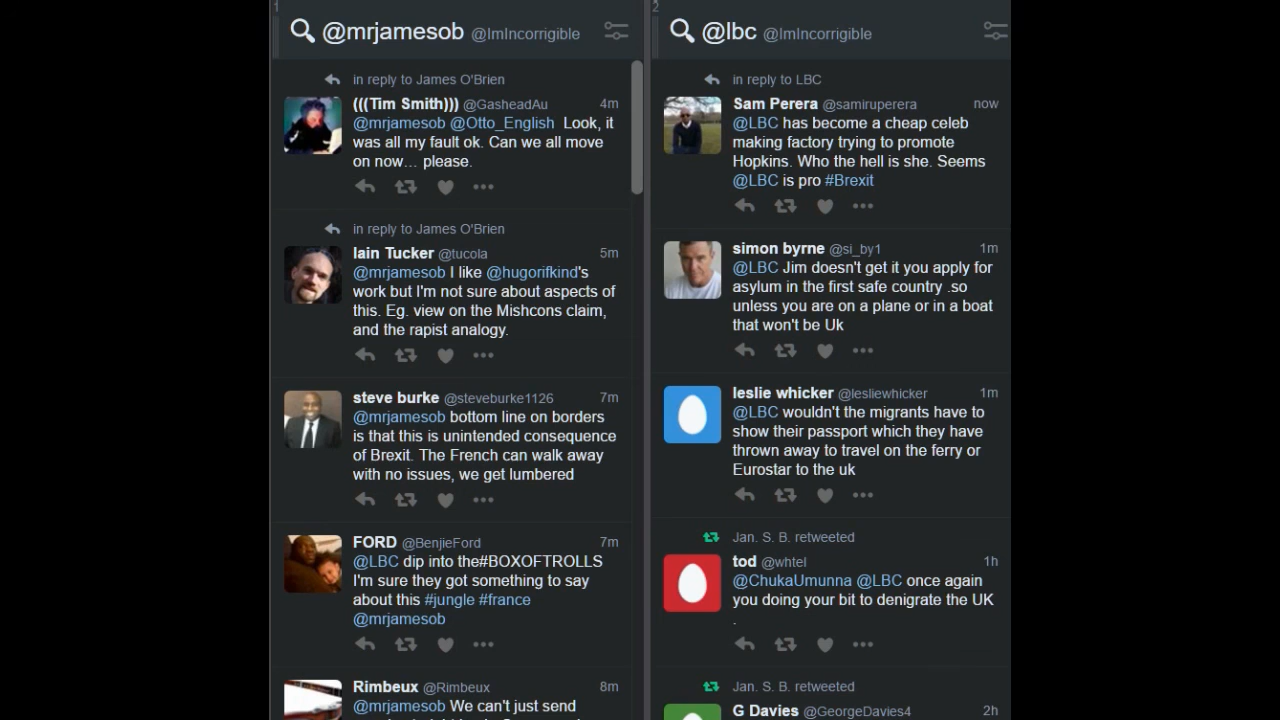 1
@mrjamesob @ImIncorrigible
in reply to James O'Brien
(((Tim Smith))) @GasheadAu 4m
@mrjamesob @Otto_English Look, it
was all my fault ok. Can we all move
on now... please.
in reply to James O'Brien
Iain Tucker @tucola 5m
@mrjamesob I like @hugorifkind's
work but I'm not sure about aspects of
this. Eg. view on the Mishcons claim,
and the rapist analogy.
steve burke @steveburke1126 7m
@mrjamesob bottom line on borders
is that this is unintended consequence
of Brexit. The French can walk away
with no issues, we get lumbered
FORD @BenjieFord 7m
@LBC dip into the#BOXOFTROLLS
I'm sure they got something to say
about this #jungle #france
@mrjamesob
Rimbeux @Rimbeux 8m
@mrjamesob We can't just send
2
@lbc @ImIncorrigible
in reply to LBC
Sam Perera @samiruperera now
@LBC has become a cheap celeb
making factory trying to promote
Hopkins. Who the hell is she. Seems
@LBC is pro #Brexit
simon byrne @si_by1 1m
@LBC Jim doesn't get it you apply for
asylum in the first safe country .so
unless you are on a plane or in a boat
that won't be Uk
leslie whicker @lesliewhicker 1m
@LBC wouldn't the migrants have to
show their passport which they have
thrown away to travel on the ferry or
Eurostar to the uk
Jan. S. B. retweeted
tod @whtel 1h
@ChukaUmunna @LBC once again
you doing your bit to denigrate the UK
.
Jan. S. B. retweeted
G Davies @GeorgeDavies4 2h